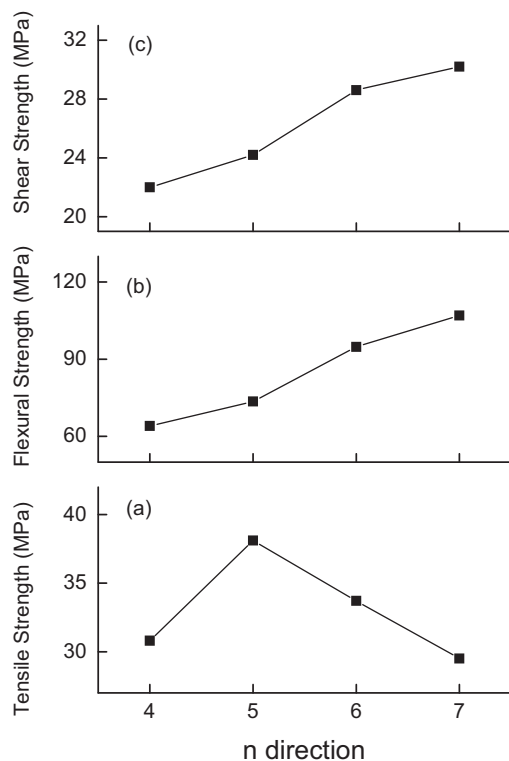 Shear Strength (MPa)
(c)
32
28
24
20
Flexural Strength (MPa)
(b)
120
90
60
Tensile Strength (MPa)
(a)
40
35
30
4 5 6 7
n direction